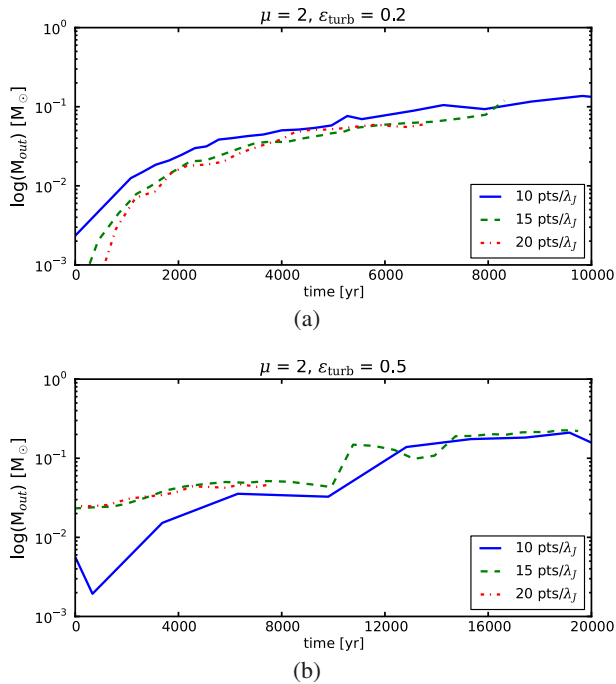 μ = 2, ε_turb = 0.2
log(M_out) [M_⊙]
10^0
10^-1
10^-2
10^-3
0 2000 4000 6000 8000 10000
time [yr]
10 pts/λ_J
15 pts/λ_J
20 pts/λ_J
(a)
μ = 2, ε_turb = 0.5
log(M_out) [M_⊙]
10^0
10^-1
10^-2
10^-3
0 4000 8000 12000 16000 20000
time [yr]
10 pts/λ_J
15 pts/λ_J
20 pts/λ_J
(b)